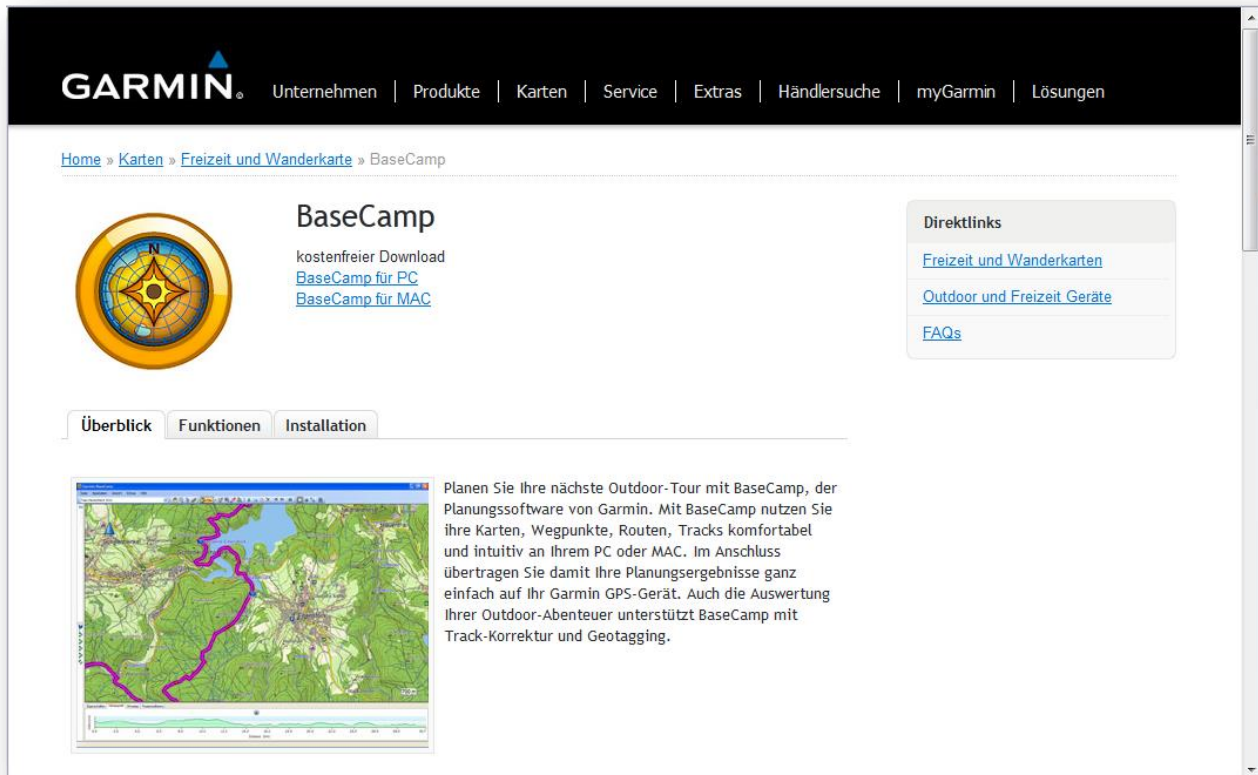 GARMIN®
Unternehmen | Produkte | Karten | Service | Extras | Händlersuche | myGarmin | Lösungen
Home » Karten » Freizeit und Wanderkarte » BaseCamp
N
BaseCamp
kostenfreier Download
BaseCamp für PC
BaseCamp für MAC
Direktlinks
Freizeit und Wanderkarten
Outdoor und Freizeit Geräte
FAQs
Überblick Funktionen Installation
Planen Sie Ihre nächste Outdoor-Tour mit BaseCamp, der
Planungssoftware von Garmin. Mit BaseCamp nutzen Sie
ihre Karten, Wegpunkte, Routen, Tracks komfortabel
und intuitiv an Ihrem PC oder MAC. Im Anschluss
übertragen Sie damit Ihre Planungsergebnisse ganz
einfach auf Ihr Garmin GPS-Gerät. Auch die Auswertung
Ihrer Outdoor-Abenteuer unterstützt BaseCamp mit
Track-Korrektur und Geotagging.